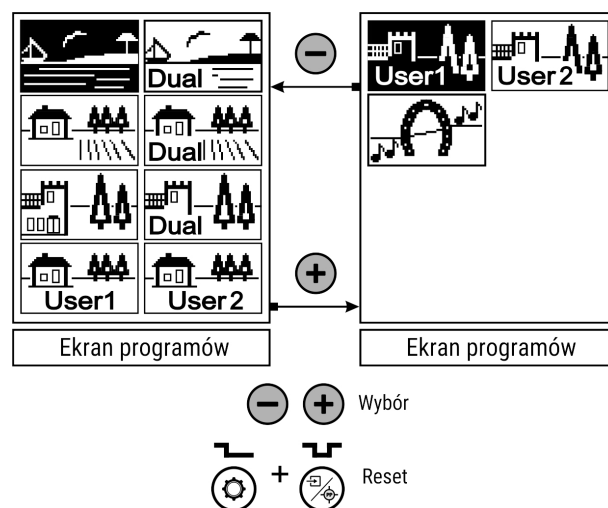 Dual
User1 User2
Dual
Dual
User1 User2
Ekran programów Ekran programów
Wybór
+ Reset